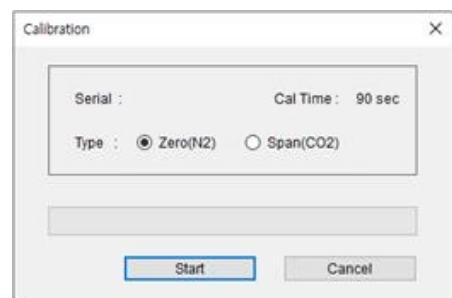 Calibration
Serial : Cal Time : 90 sec
Type : Zero(N2) Span(CO2)
Start Cancel